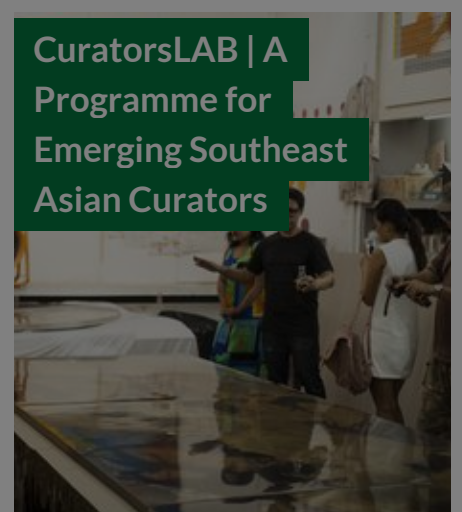 CuratorsLAB | A
Programme for
Emerging Southeast
Asian Curators